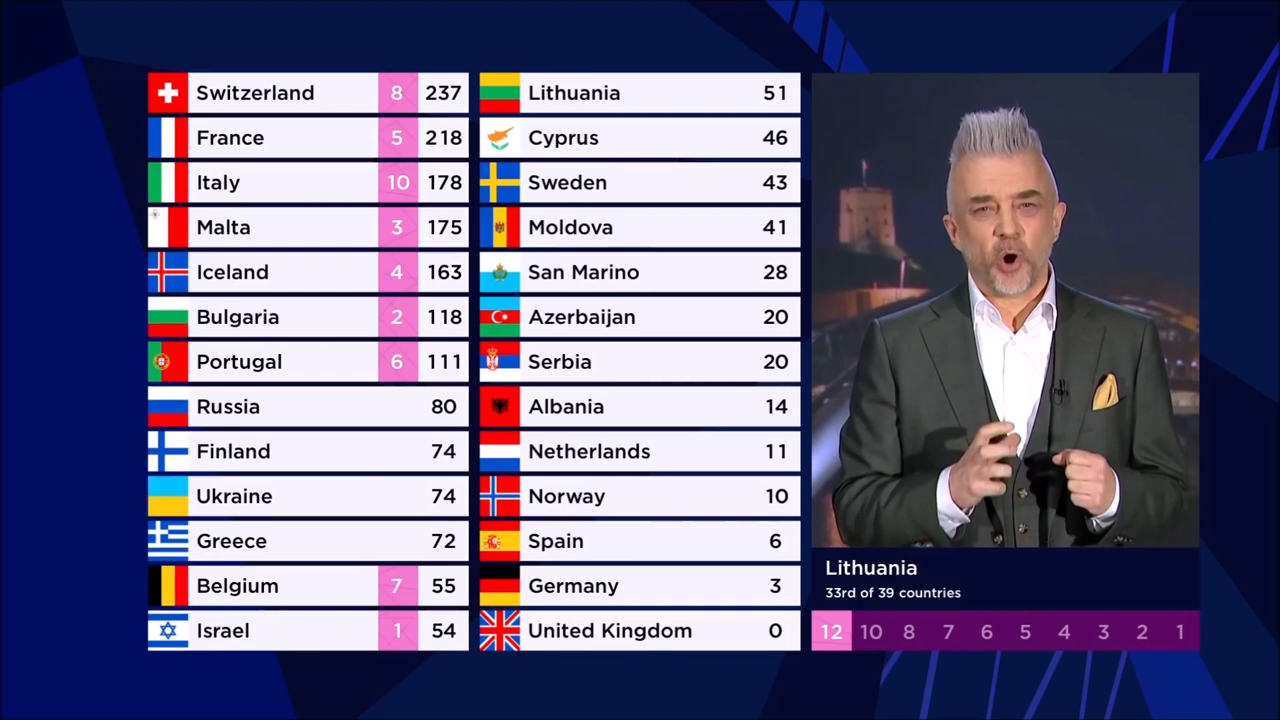 Switzerland 8 237
France 5 218
Italy 10 178
Malta 3 175
Iceland 4 163
Bulgaria 2 118
Portugal 6 111
Russia 80
Finland 74
Ukraine 74
Greece 72
Belgium 7 55
Israel 1 54
Lithuania 51
Cyprus 46
Sweden 43
Moldova 41
San Marino 28
Azerbaijan 20
Serbia 20
Albania 14
Netherlands 11
Norway 10
Spain 6
Germany 3
United Kingdom 0
Lithuania
33rd of 39 countries
12 10 8 7 6 5 4 3 2 1